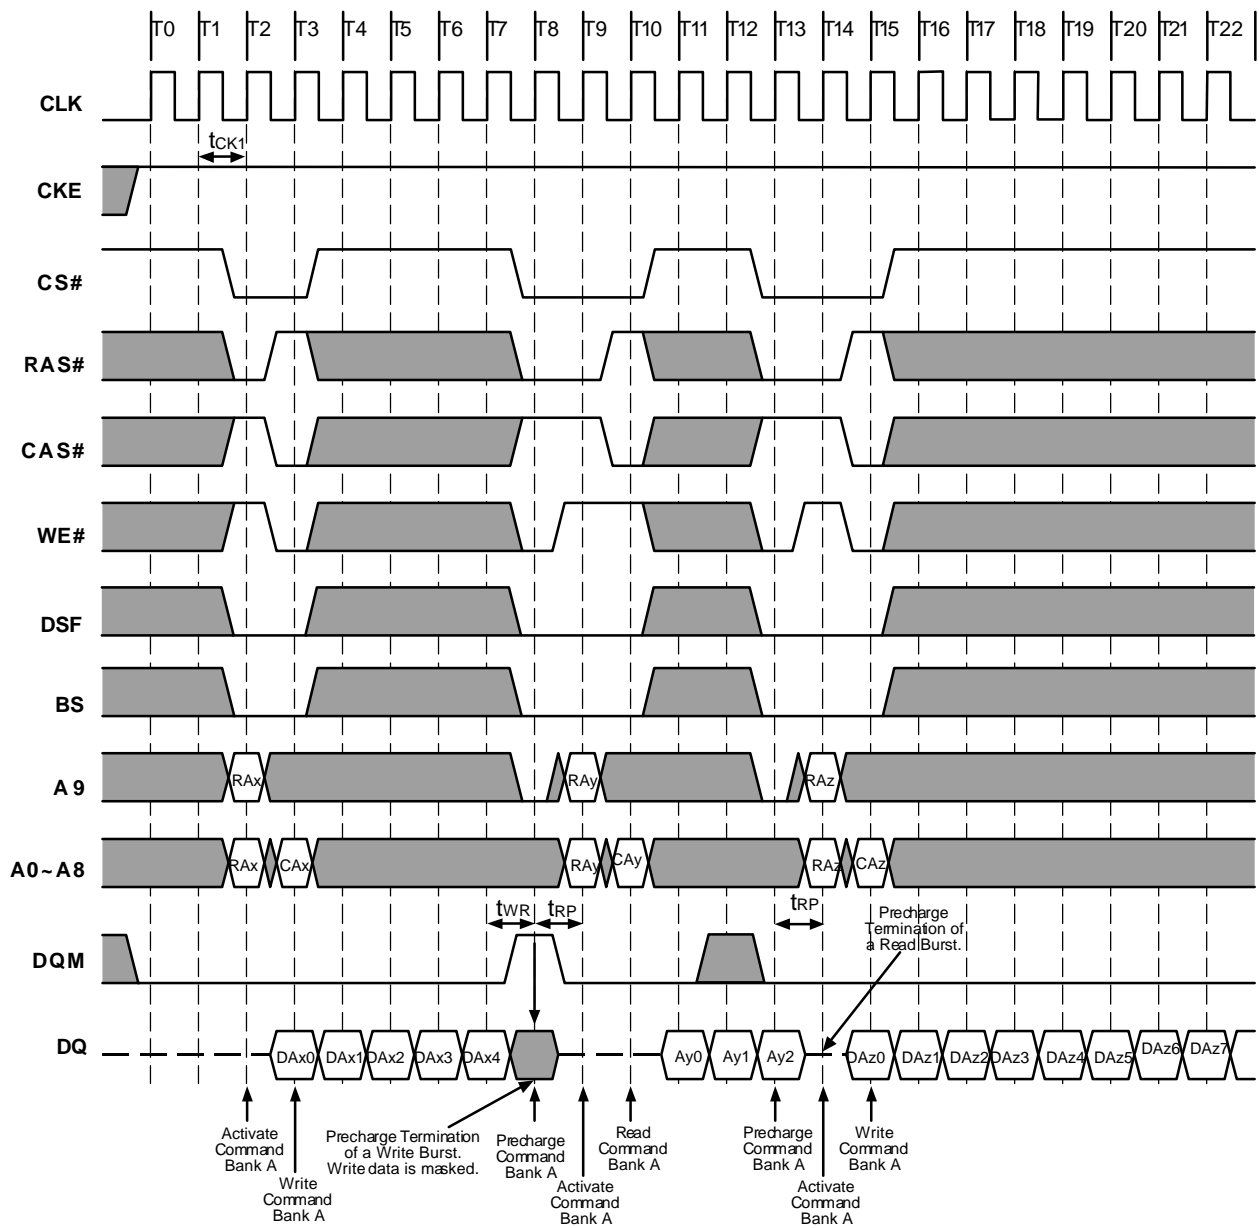 T0 T1 T2 T3 T4 T5 T6 T7 T8 T9 T10 T11 T12 T13 T14 T15 T16 T17 T18 T19 T20 T21 T22
CLK
tCK1
CKE
CS#
RAS#
CAS#
WE#
DSF
BS
A9
RAx RAy RAz
A0~A8
RAx CAx RAy CAy RAz CAz
tWR tRP tRP
Precharge
Termination of
a Read Burst.
DQM
DQ
DAx0 DAx1 DAx2 DAx3 DAx4 Ay0 Ay1 Ay2 DAz0 DAz1 DAz2 DAz3 DAz4 DAz5 DAz6 DAz7
Activate
Command
Bank A
Write
Command
Bank A
Precharge Termination
of a Write Burst.
Write data is masked.
Precharge
Command
Bank A
Activate
Command
Bank A
Read
Command
Bank A
Precharge
Command
Bank A
Activate
Command
Bank A
Write
Command
Bank A